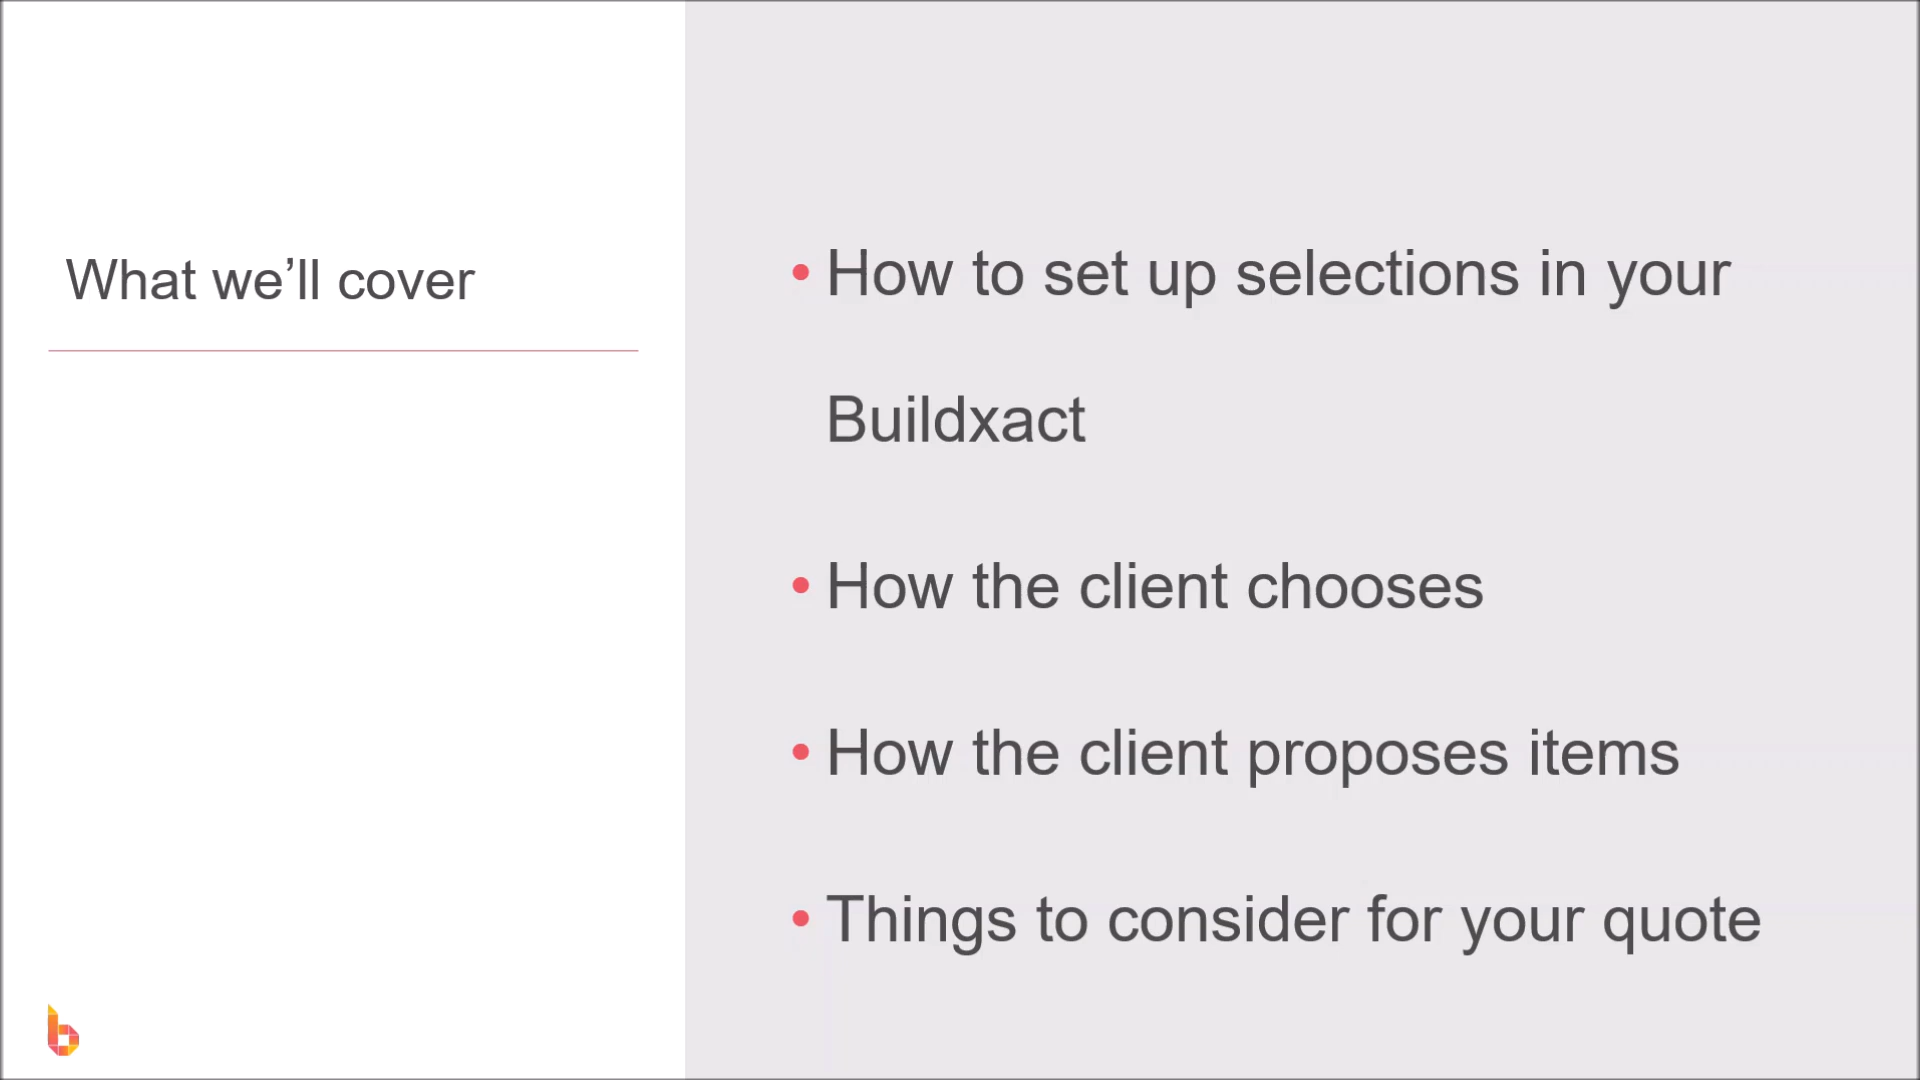 What we’ll cover
• How to set up selections in your
Buildxact
• How the client chooses
• How the client proposes items
• Things to consider for your quote